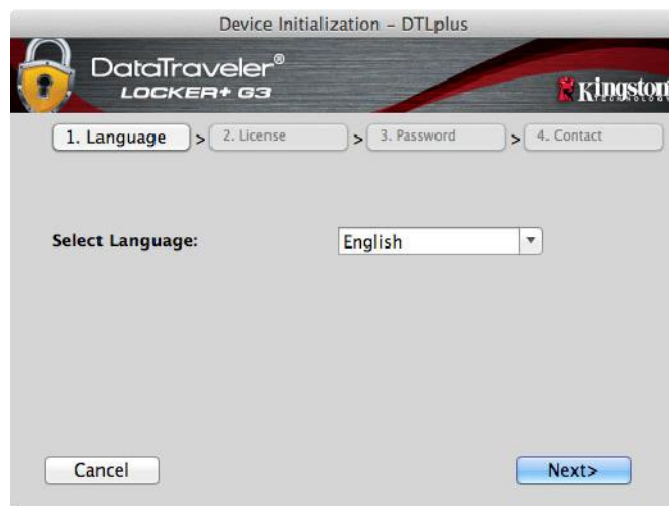 Device Initialization - DTLplus
DataTraveler®
LOCKER+ G3
Kingston
TECHNOLOGY
1. Language > 2. License > 3. Password > 4. Contact
Select Language: English
Cancel Next>